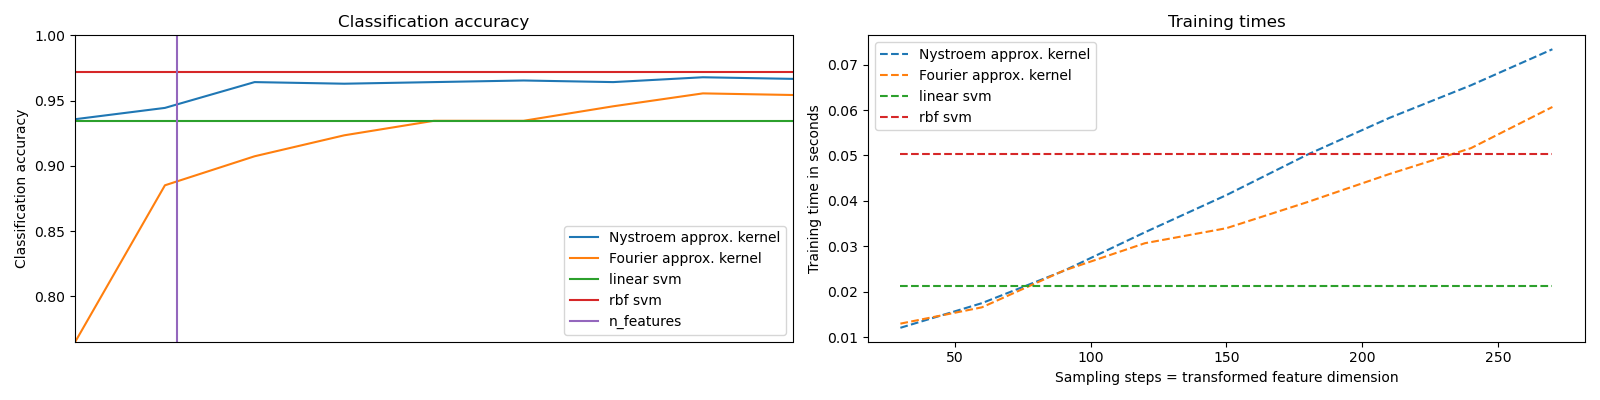 Classification accuracy
Classification accuracy
1.00
0.95
0.90
0.85
0.80
Nystroem approx. kernel
Fourier approx. kernel
linear svm
rbf svm
n_features
Training times
Training time in seconds
0.07
0.06
0.05
0.04
0.03
0.02
0.01
Nystroem approx. kernel
Fourier approx. kernel
linear svm
rbf svm
50 100 150 200 250
Sampling steps = transformed feature dimension